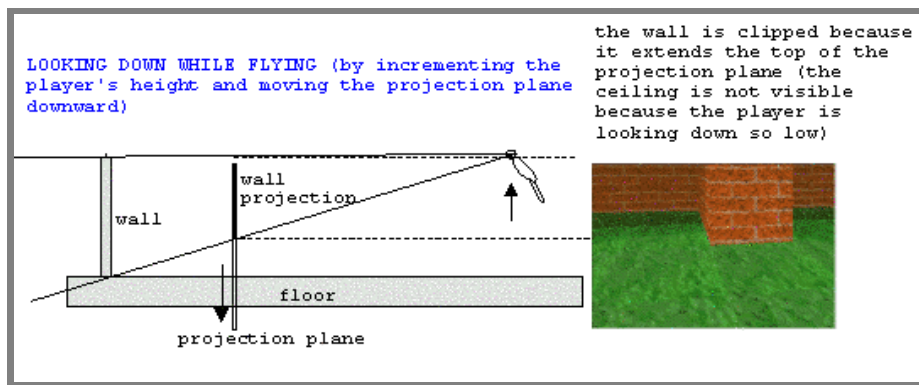 LOOKING DOWN WHILE FLYING (by incrementing the
player's height and moving the projection plane
downward)
the wall is clipped because
it extends the top of the
projection plane (the
ceiling is not visible
because the player is
looking down so low)
wall
projection
wall
floor
projection plane